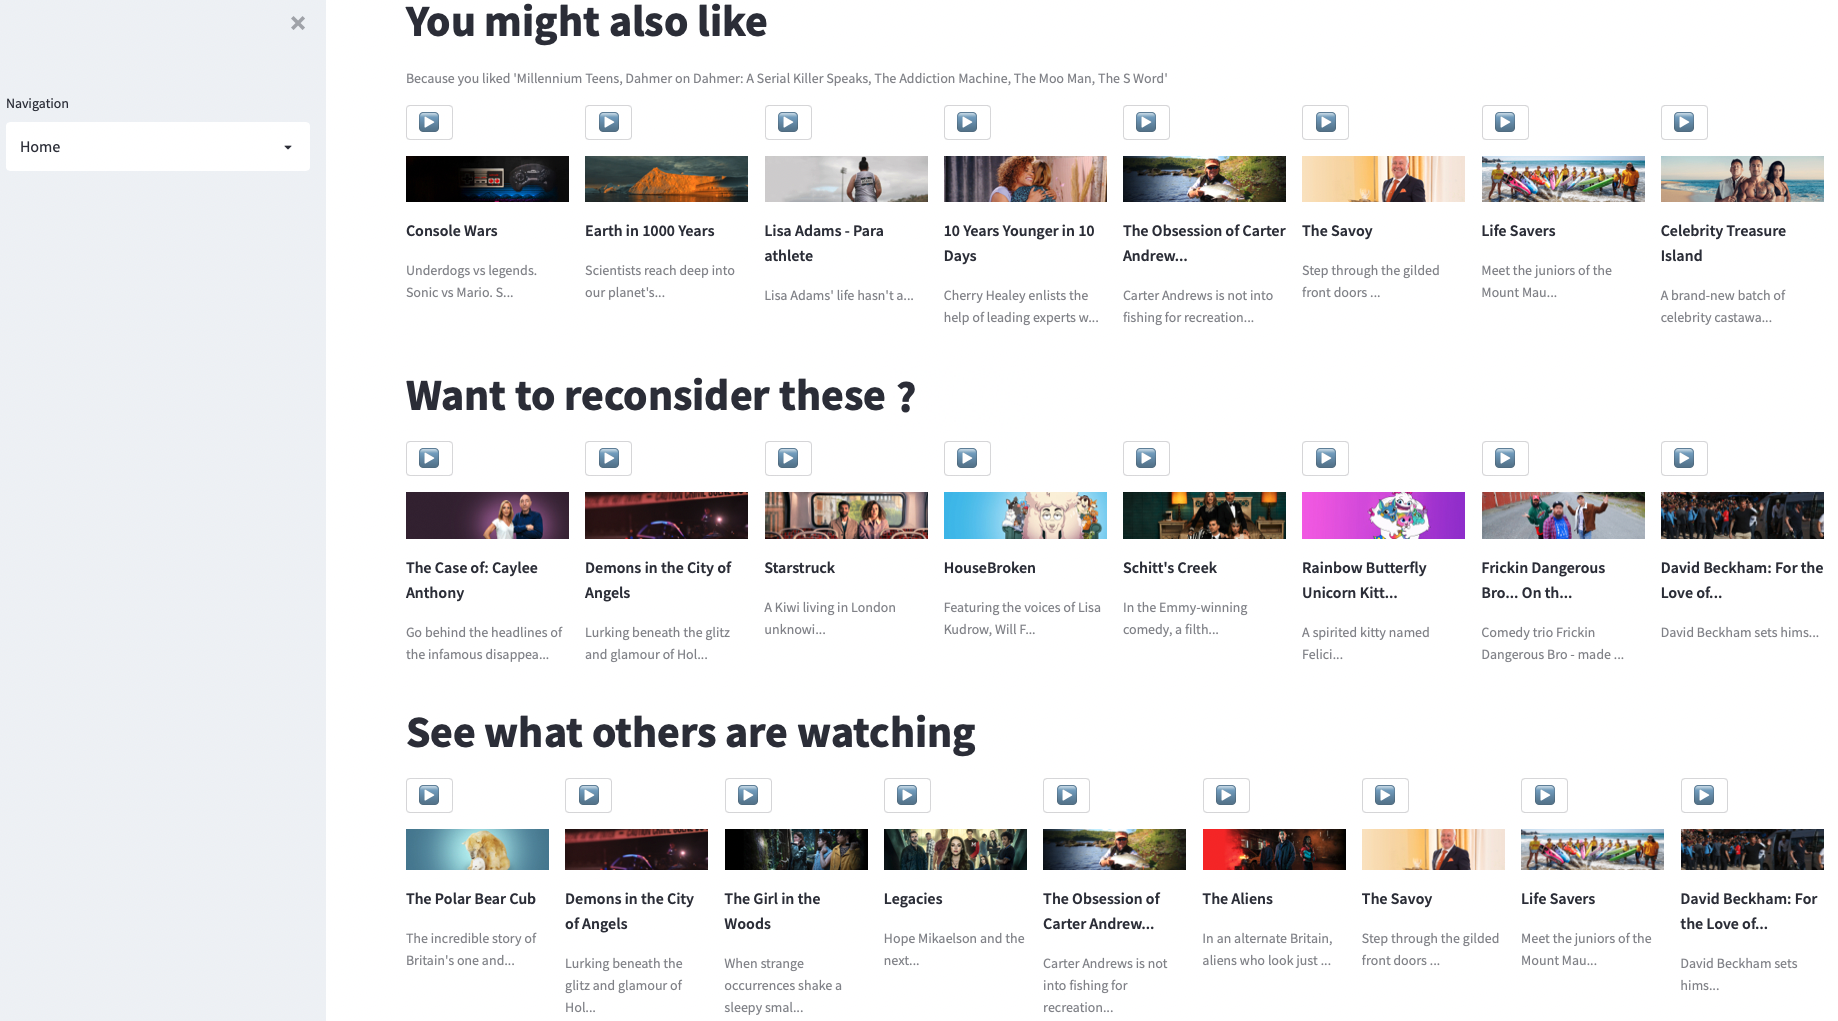 ×
Navigation
Home
You might also like
Because you liked 'Millennium Teens, Dahmer on Dahmer: A Serial Killer Speaks, The Addiction Machine, The Moo Man, The S Word'
Console Wars
Underdogs vs legends.
Sonic vs Mario. S...
Earth in 1000 Years
Scientists reach deep into
our planet's...
Lisa Adams - Para
athlete
Lisa Adams' life hasn't a...
10 Years Younger in 10
Days
Cherry Healey enlists the
help of leading experts w...
The Obsession of Carter
Andrew...
Carter Andrews is not into
fishing for recreation...
The Savoy
Step through the gilded
front doors ...
Life Savers
Meet the juniors of the
Mount Mau...
Celebrity Treasure
Island
A brand-new batch of
celebrity castawa...
Want to reconsider these ?
The Case of: Caylee
Anthony
Go behind the headlines of
the infamous disappea...
Demons in the City of
Angels
Lurking beneath the glitz
and glamour of Hol...
Starstruck
A Kiwi living in London
unknowi...
HouseBroken
Featuring the voices of Lisa
Kudrow, Will F...
Schitt's Creek
In the Emmy-winning
comedy, a filth...
Rainbow Butterfly
Unicorn Kitt...
A spirited kitty named
Felici...
Frickin Dangerous
Bro... On th...
Comedy trio Frickin
Dangerous Bro - made ...
David Beckham: For the
Love of...
David Beckham sets hims...
See what others are watching
The Polar Bear Cub
The incredible story of
Britain's one and...
Demons in the City
of Angels
Lurking beneath the
glitz and glamour of
Hol...
The Girl in the
Woods
When strange
occurrences shake a
sleepy smal...
Legacies
Hope Mikaelson and the
next...
The Obsession of
Carter Andrew...
Carter Andrews is not
into fishing for
recreation...
The Aliens
In an alternate Britain,
aliens who look just ...
The Savoy
Step through the gilded
front doors ...
Life Savers
Meet the juniors of the
Mount Mau...
David Beckham: For
the Love of...
David Beckham sets
hims...